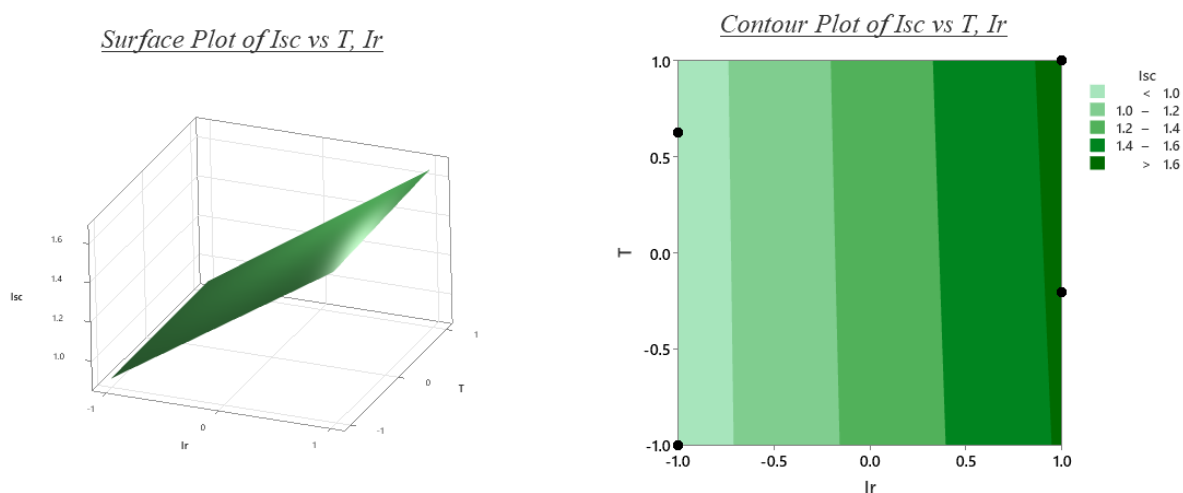 Surface Plot of Isc vs T, Ir
1.6
1.4
Isc
1.2
1.0
-1
0
Ir
1
-1
0
T
1
Contour Plot of Isc vs T, Ir
1.0
0.5
0.0
T
-0.5
-1.0
-1.0 -0.5 0.0 0.5 1.0
Ir
Isc
< 1.0
1.0 – 1.2
1.2 – 1.4
1.4 – 1.6
> 1.6